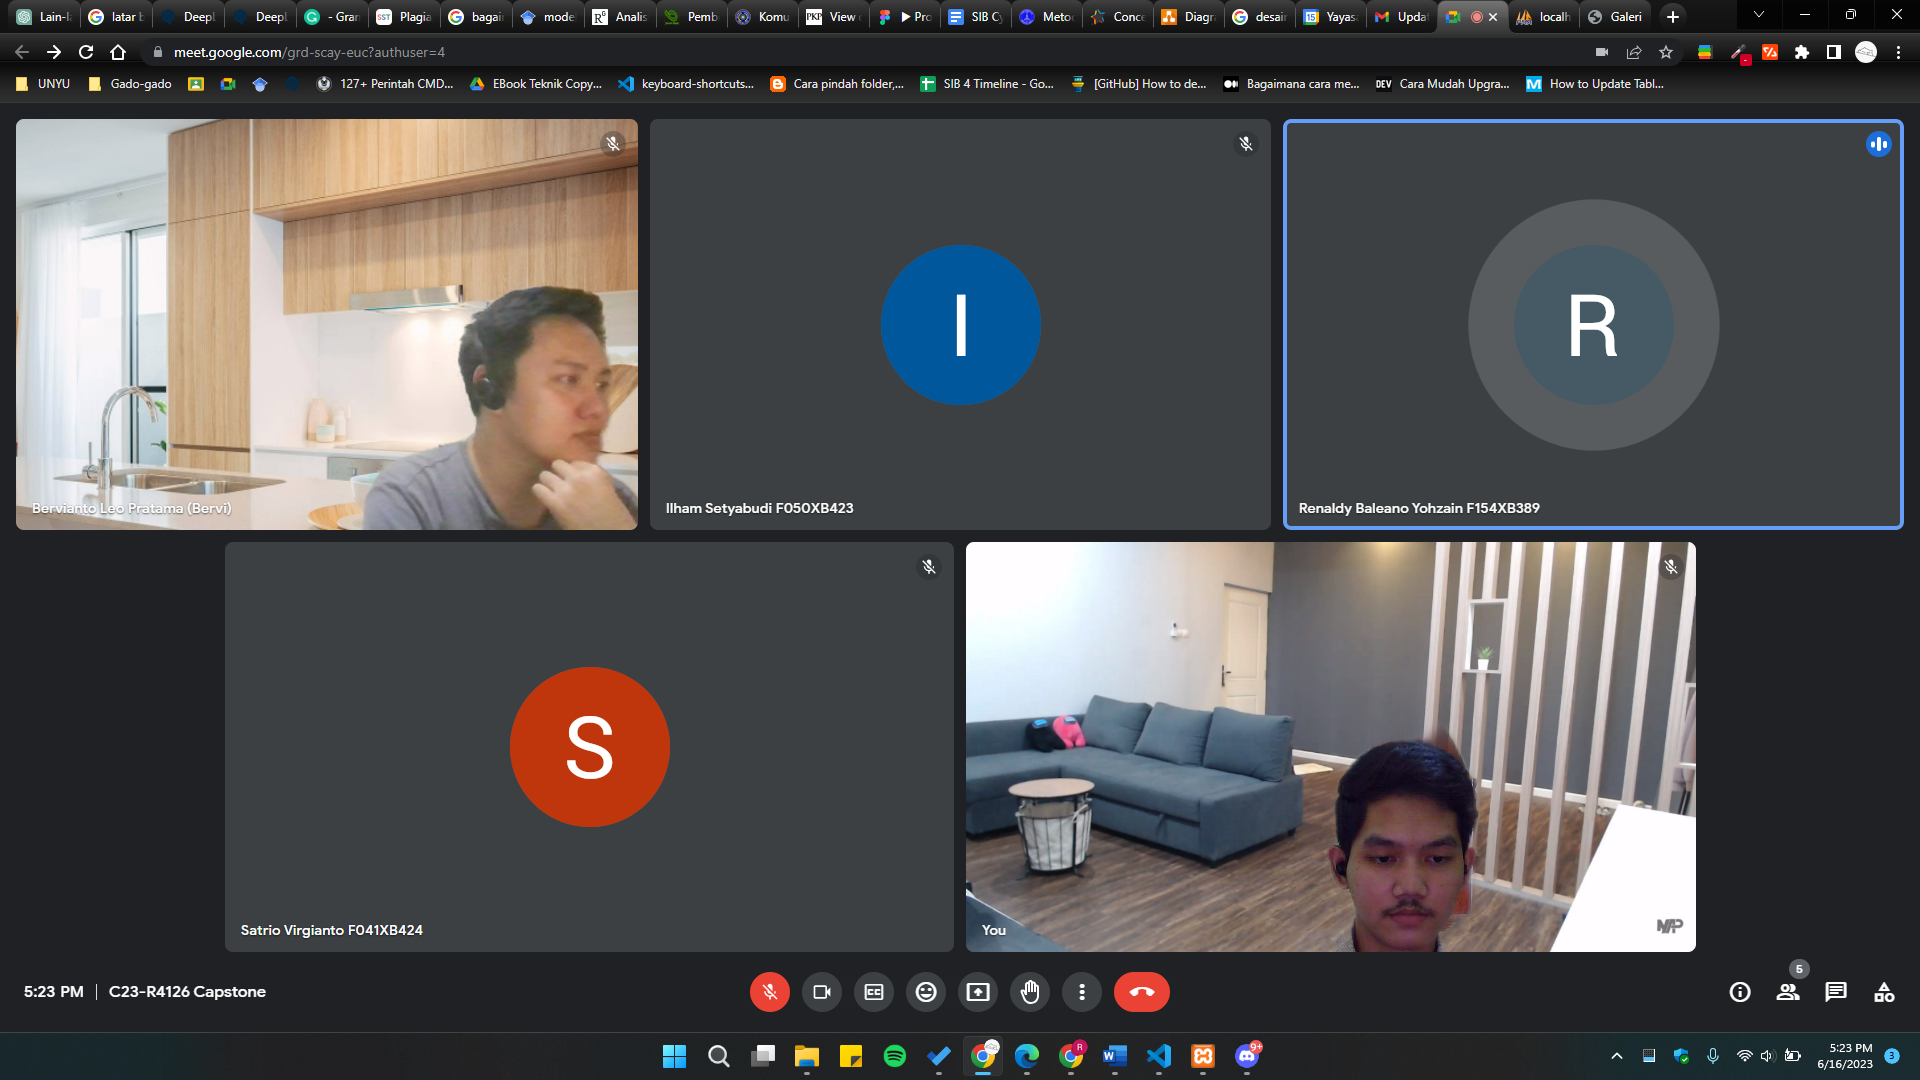 Lain-l
latar b
Deepl
Deepl
- Gran
Plagia
bagai
mode
Analis
Pemb
Komu
View
Pro
SIB Cy
Meto
Conce
Diagr
desair
Yayas
Upda
localh
Galeri
meet.google.com/grd-scay-euc?authuser=4
UNYU
Gado-gado
127+ Perintah CMD...
EBook Teknik Copy...
keyboard-shortcuts...
Cara pindah folder,...
SIB 4 Timeline - Go...
[GitHub] How to de...
Bagaimana cara me...
DEV Cara Mudah Upgra...
How to Update Tabl...
I
R
Bervianto Leo Pratama (Bervi)
Ilham Setyabudi F050XB423
Renaldy Baleano Yohzain F154XB389
S
Satrio Virgianto F041XB424
You
5:23 PM | C23-R4126 Capstone
5
9+
5:23 PM
6/16/2023
3